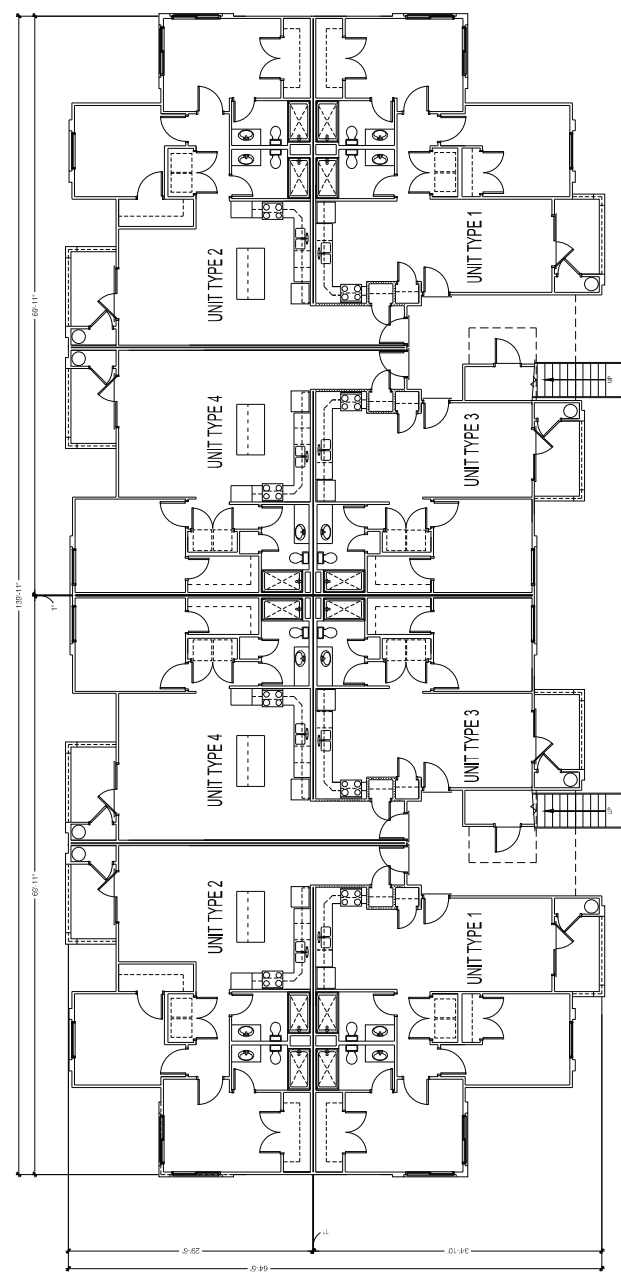 UNIT TYPE 2
UNIT TYPE 1
69'-11"
UNIT TYPE 4
UNIT TYPE 3
UP
139'-11"
1"
UNIT TYPE 4
UNIT TYPE 3
UP
69'-11"
UNIT TYPE 2
UNIT TYPE 1
1"
29'-6"
34'-10"
64'-5"